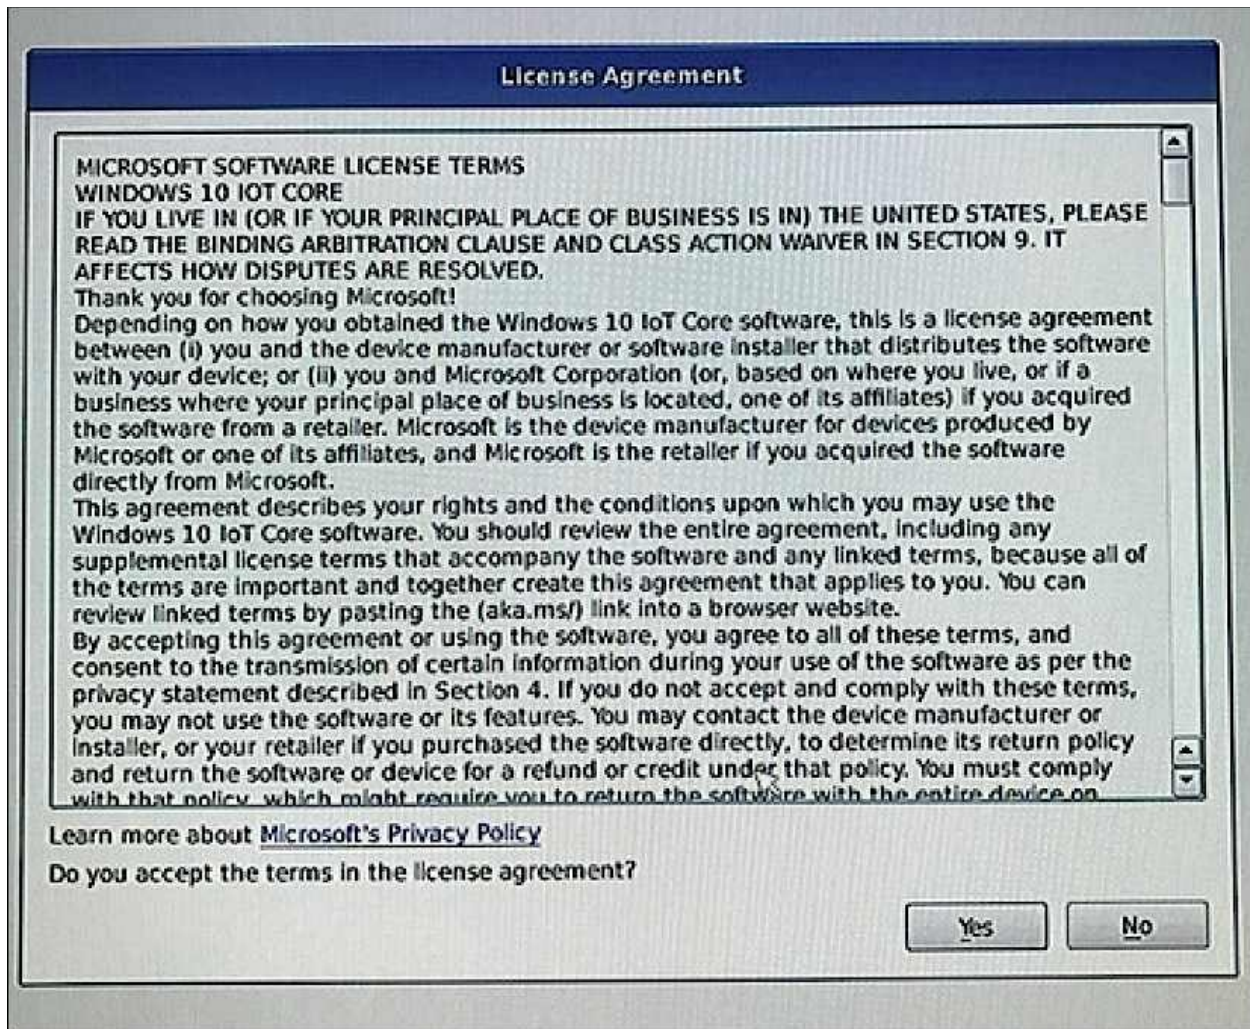 License Agreement
MICROSOFT SOFTWARE LICENSE TERMS
WINDOWS 10 IOT CORE
IF YOU LIVE IN (OR IF YOUR PRINCIPAL PLACE OF BUSINESS IS IN) THE UNITED STATES, PLEASE
READ THE BINDING ARBITRATION CLAUSE AND CLASS ACTION WAIVER IN SECTION 9. IT
AFFECTS HOW DISPUTES ARE RESOLVED.
Thank you for choosing Microsoft!
Depending on how you obtained the Windows 10 IoT Core software, this is a license agreement
between (i) you and the device manufacturer or software installer that distributes the software
with your device; or (ii) you and Microsoft Corporation (or, based on where you live, or if a
business where your principal place of business is located, one of its affiliates) if you acquired
the software from a retailer. Microsoft is the device manufacturer for devices produced by
Microsoft or one of its affiliates, and Microsoft is the retailer if you acquired the software
directly from Microsoft.
This agreement describes your rights and the conditions upon which you may use the
Windows 10 IoT Core software. You should review the entire agreement, including any
supplemental license terms that accompany the software and any linked terms, because all of
the terms are important and together create this agreement that applies to you. You can
review linked terms by pasting the (aka.ms/) link into a browser website.
By accepting this agreement or using the software, you agree to all of these terms, and
consent to the transmission of certain information during your use of the software as per the
privacy statement described in Section 4. If you do not accept and comply with these terms,
you may not use the software or its features. You may contact the device manufacturer or
installer, or your retailer if you purchased the software directly, to determine its return policy
and return the software or device for a refund or credit under that policy. You must comply
with that policy, which might require you to return the software with the entire device on
Learn more about Microsoft's Privacy Policy
Do you accept the terms in the license agreement?
Yes
No